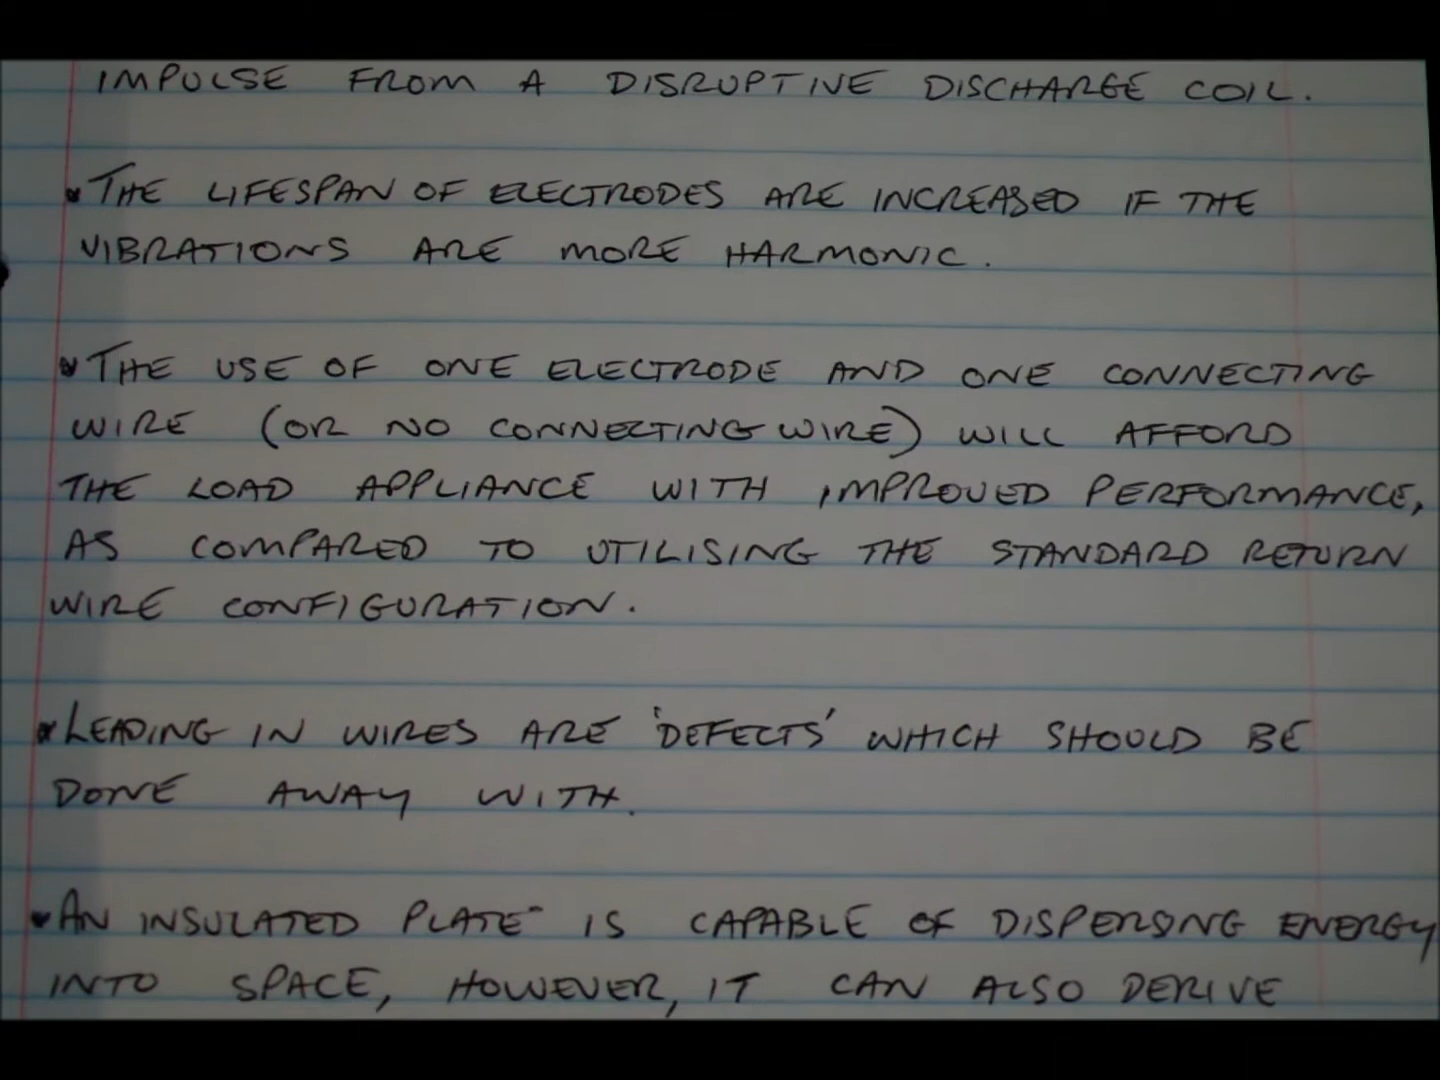 IMPULSE FROM A DISRUPTIVE DISCHARGE COIL.
• THE LIFESPAN OF ELECTRODES ARE INCREASED IF THE
VIBRATIONS ARE MORE HARMONIC.
• THE USE OF ONE ELECTRODE AND ONE CONNECTING
WIRE (OR NO CONNECTING WIRE) WILL AFFORD
THE LOAD APPLIANCE WITH IMPROVED PERFORMANCE,
AS COMPARED TO UTILISING THE STANDARD RETURN
WIRE CONFIGURATION.
• LEADING IN WIRES ARE 'DEFECTS' WHICH SHOULD BE
DONE AWAY WITH.
• AN INSULATED PLATE IS CAPABLE OF DISPERSING ENERGY
INTO SPACE, HOWEVER, IT CAN ALSO DERIVE